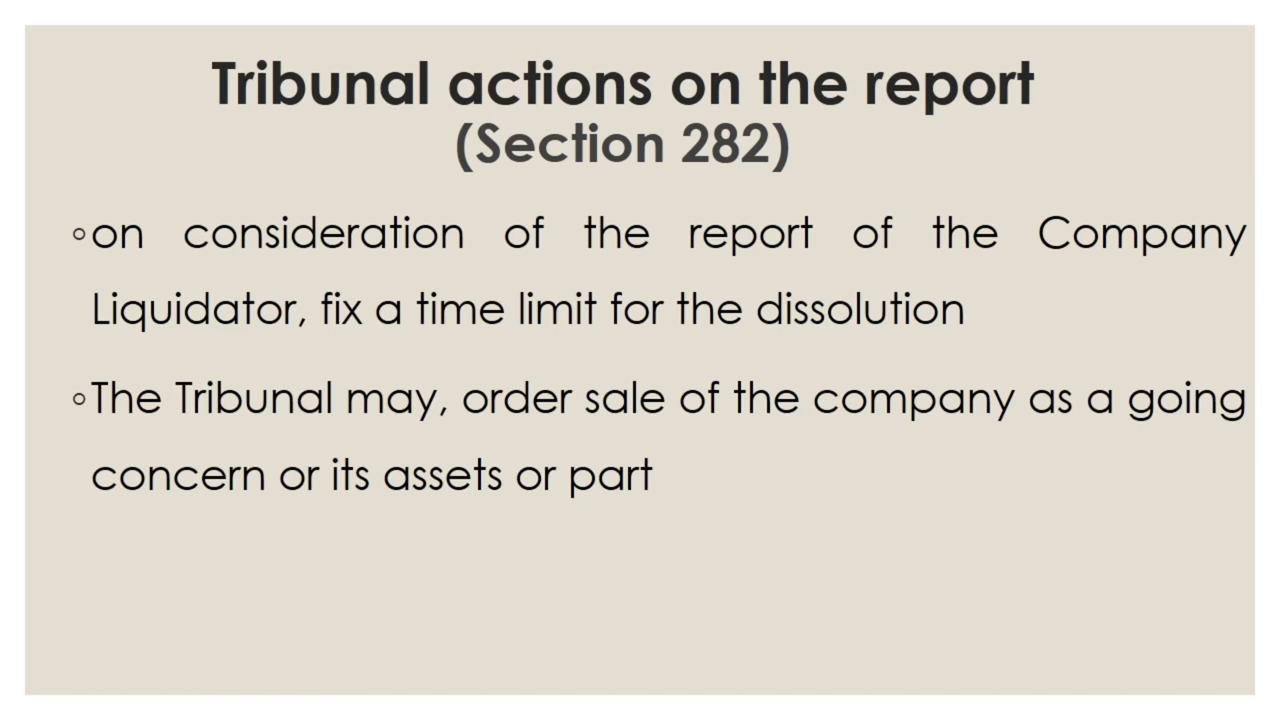 Tribunal actions on the report
(Section 282)
◦on consideration of the report of the Company
Liquidator, fix a time limit for the dissolution
◦The Tribunal may, order sale of the company as a going
concern or its assets or part